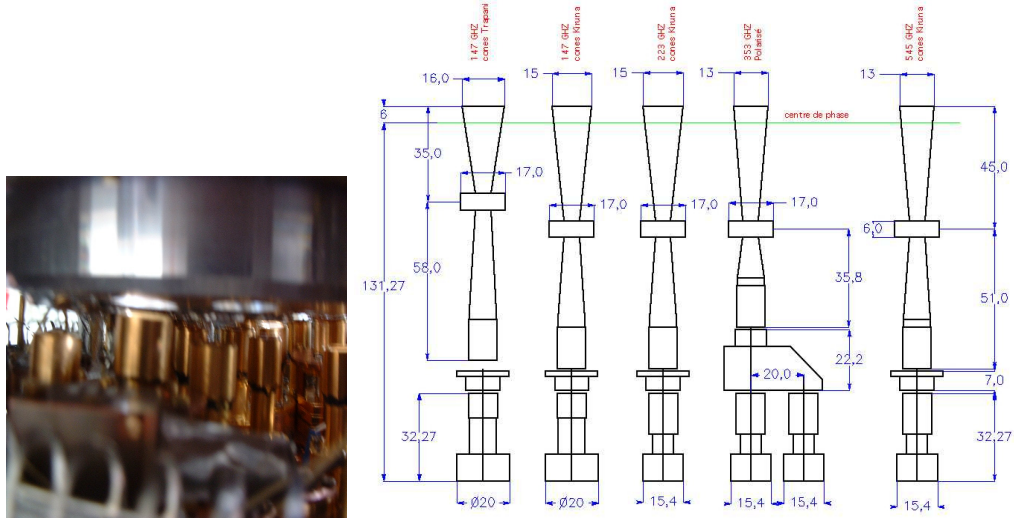 147 GHZ
cones Trapani
147 GHZ
cones Kiruna
223 GHZ
cones Kiruna
353 GHZ
Polarisé
545 GHZ
cones Kiruna
16,0
15
15
13
13
6
centre de phase
35,0
45,0
17,0
17,0
17,0
17,0
6,0
58,0
35,8
131,27
51,0
22,2
20,0
7,0
32,27
32,27
Ø20
Ø20
15,4
15,4
15,4
15,4